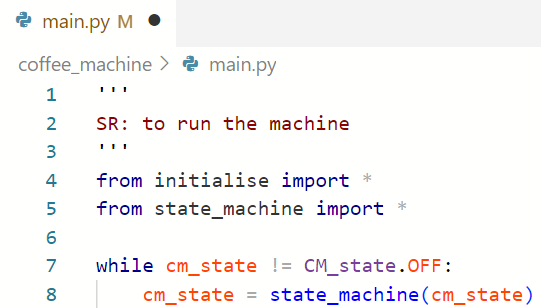 main.py M ●
coffee_machine > main.py
1 '''
2 SR: to run the machine
3 '''
4 from initialise import *
5 from state_machine import *
6
7 while cm_state != CM_state.OFF:
8     cm_state = state_machine(cm_state)